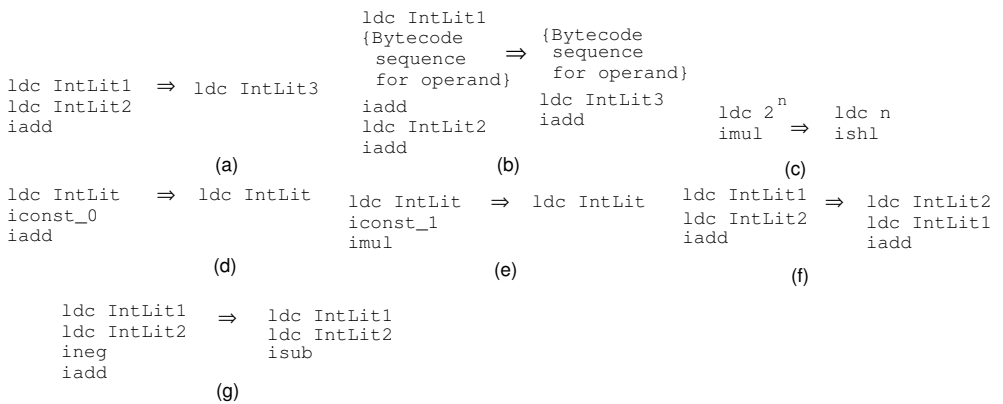 ldc IntLit1
ldc IntLit2
iadd
⇒
ldc IntLit3
(a)
ldc IntLit1
{Bytecode
sequence
for operand}
iadd
ldc IntLit2
iadd
⇒
{Bytecode
sequence
for operand}
ldc IntLit3
iadd
(b)
ldc 2^n
imul
⇒
ldc n
ishl
(c)
ldc IntLit
iconst_0
iadd
⇒
ldc IntLit
(d)
ldc IntLit
iconst_1
imul
⇒
ldc IntLit
(e)
ldc IntLit1
ldc IntLit2
iadd
⇒
ldc IntLit2
ldc IntLit1
iadd
(f)
ldc IntLit1
ldc IntLit2
ineg
iadd
⇒
ldc IntLit1
ldc IntLit2
isub
(g)